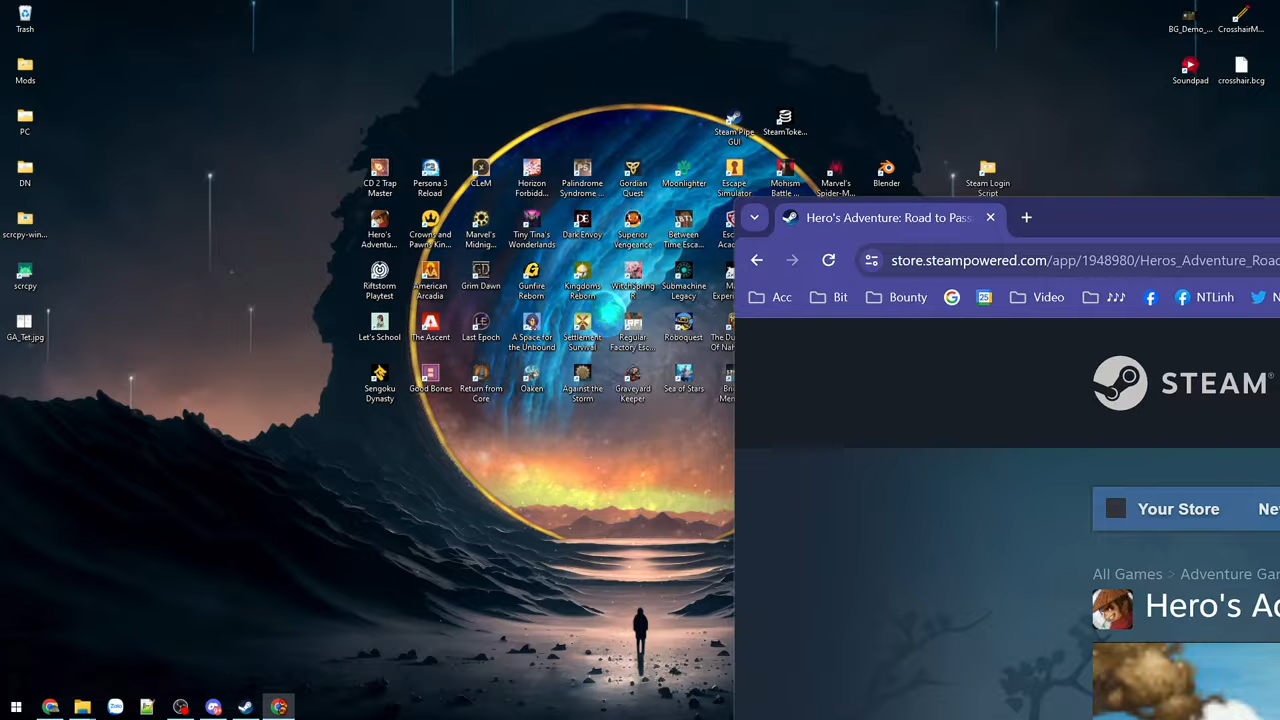 Trash
Mods
PC
DN
scrcpy-win...
scrcpy
GA_Tet.jpg
BG_Demo_...
CrosshairM...
Soundpad
crosshair.bcg
Steam Pipe
GUI
SteamToke...
CD 2 Trap
Master
Persona 3
Reload
CLeM
Horizon
Forbidd...
Palindrome
Syndrome ...
Gordian
Quest
Moonlighter
Escape
Simulator
Mohism
Battle ...
Marvel's
Spider-M...
Blender
Steam Login
Script
Hero's
Adventu...
Crowns and
Pawns Kin...
Marvel's
Midnig...
Tiny Tina's
Wonderlands
Dark Envoy
Superior
Vengeance
Between
Time Esca...
Riftstorm
Playtest
American
Arcadia
Grim Dawn
Gunfire
Reborn
Kingdoms
Reborn
WitchSpring
R
Submachine
Legacy
Let's School
The Ascent
Last Epoch
A Space for
the Unbound
Settlement
Survival
Regular
Factory Esc...
Roboquest
Sengoku
Dynasty
Good Bones
Return from
Core
Oaken
Against the
Storm
Graveyard
Keeper
Sea of Stars
Hero's Adventure: Road to Pass
store.steampowered.com/app/1948980/Heros_Adventure_Road
Acc
Bit
Bounty
Video
♪♪♪
NTLinh
STEAM
Your Store
All Games > Adventure Gar
Hero's Ad
Zalo